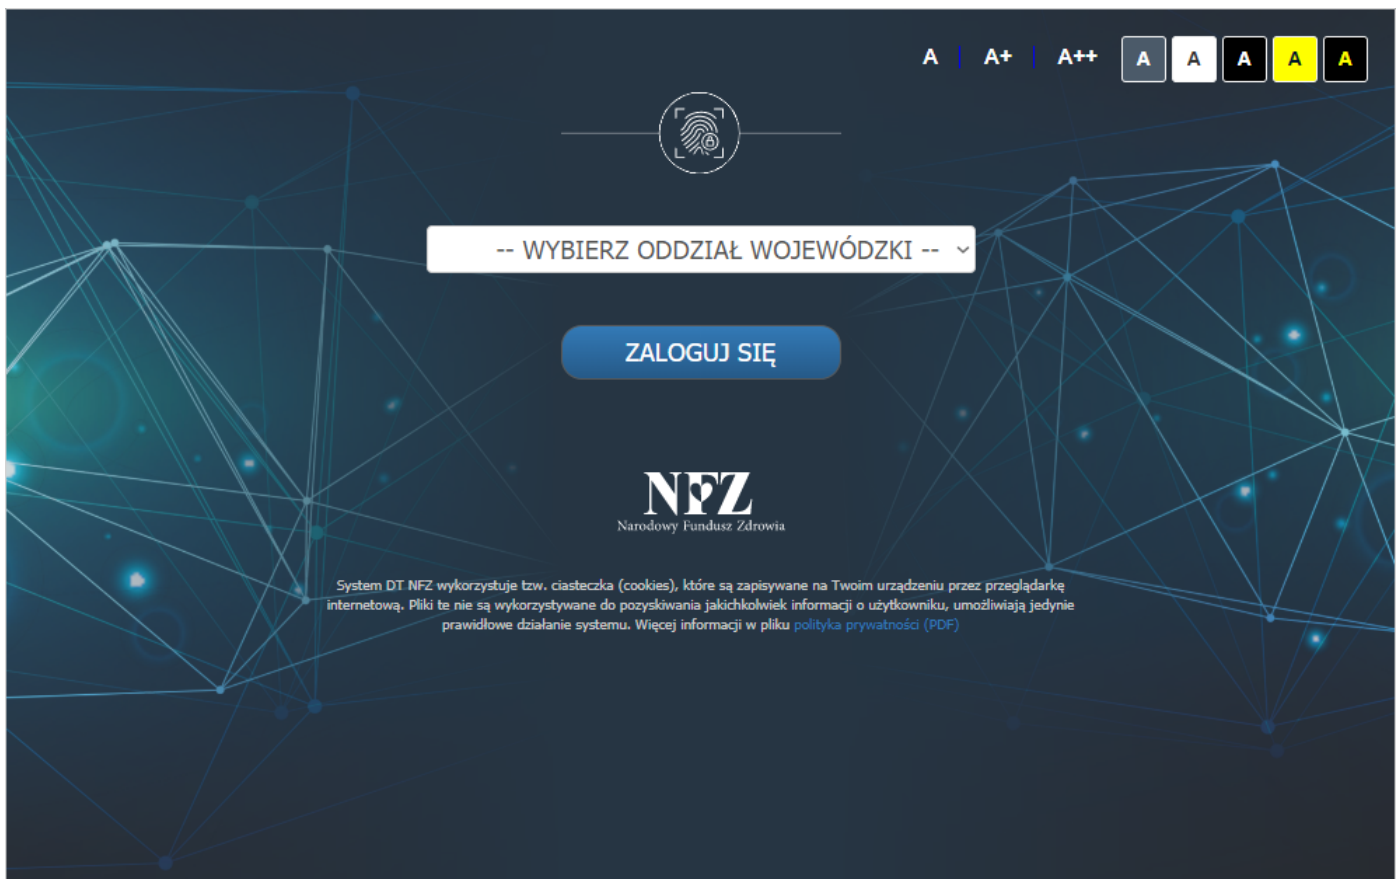 A A+ A++ A A A A A
-- WYBIERZ ODDZIAŁ WOJEWÓDZKI --
ZALOGUJ SIĘ
NFZ
Narodowy Fundusz Zdrowia
System DT NFZ wykorzystuje tzw. ciasteczka (cookies), które są zapisywane na Twoim urządzeniu przez przeglądarkę
internetową. Pliki te nie są wykorzystywane do pozyskiwania jakichkolwiek informacji o użytkowniku, umożliwiają jedynie
prawidłowe działanie systemu. Więcej informacji w pliku polityka prywatności (PDF)